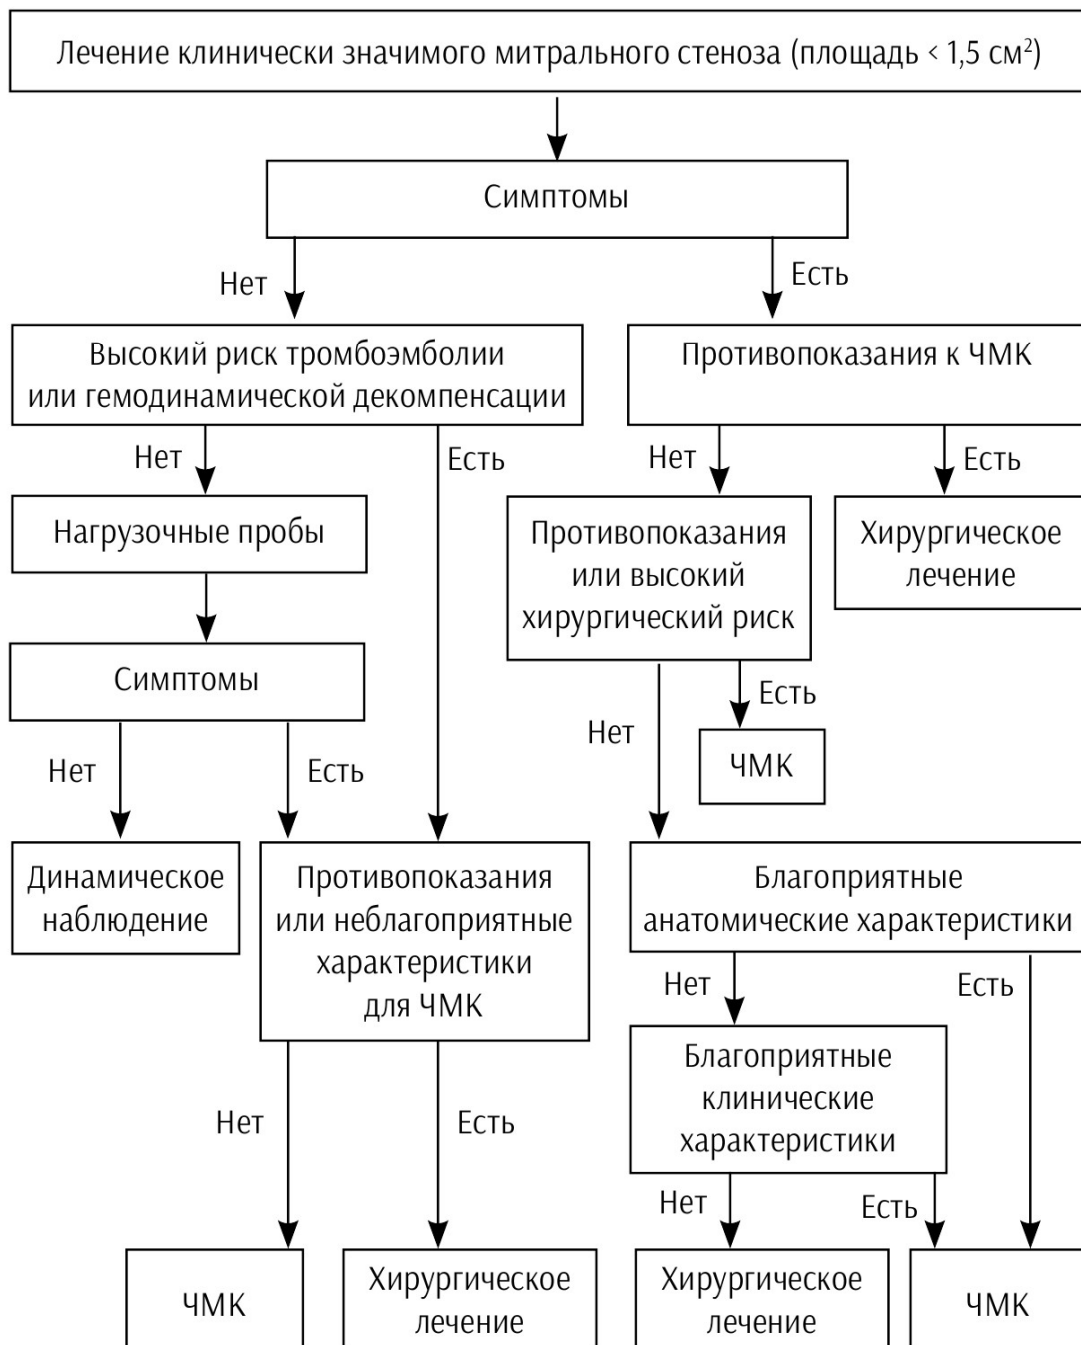 Лечение клинически значимого митрального стеноза (площадь < 1,5 см²)
Симптомы
Нет
Есть
Высокий риск тромбоэмболии
или гемодинамической декомпенсации
Противопоказания к ЧМК
Нет
Есть
Нет
Есть
Нагрузочные пробы
Противопоказания
или высокий
хирургический риск
Хирургическое
лечение
Симптомы
Есть
Нет
ЧМК
Нет
Есть
Динамическое
наблюдение
Противопоказания
или неблагоприятные
характеристики
для ЧМК
Благоприятные
анатомические характеристики
Нет
Есть
Благоприятные
клинические
характеристики
Нет
Есть
Нет
Есть
ЧМК
Хирургическое
лечение
Хирургическое
лечение
ЧМК